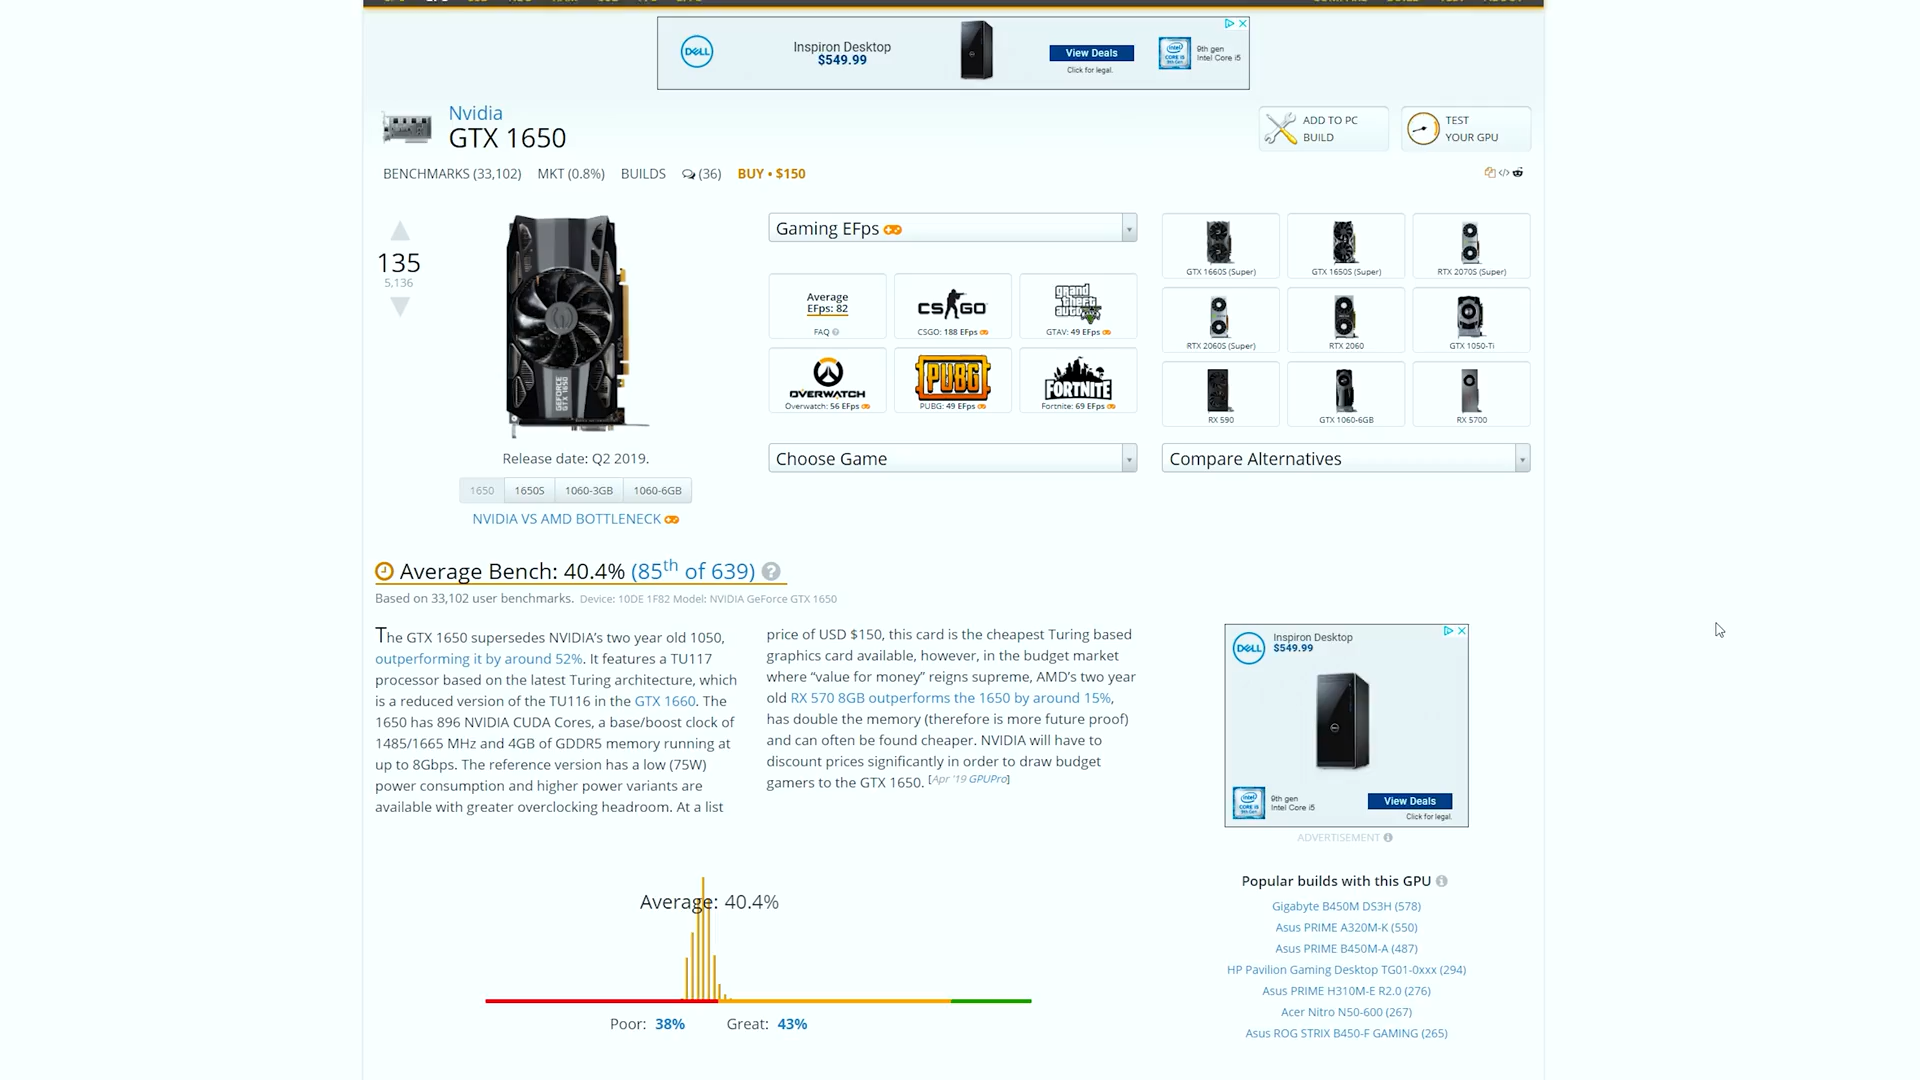 DELL
Inspiron Desktop
$549.99
View Deals
Click for legal.
9th gen
Intel Core i5
Nvidia
GTX 1650
ADD TO PC
BUILD
TEST
YOUR GPU
BENCHMARKS (33,102)
MKT (0.8%)
BUILDS
(36)
BUY • $150
135
5,136
GEFORCE
GTX 1650
Release date: Q2 2019.
1650
1650S
1060-3GB
1060-6GB
NVIDIA VS AMD BOTTLENECK
Gaming EFps
Average
EFps: 82
FAQ
CS GO
CSGO: 188 EFps
grand
theft
auto V
GTAV: 49 EFps
OVERWATCH
Overwatch: 56 EFps
PUBG
PUBG: 49 EFps
FORTNITE
Fortnite: 69 EFps
Choose Game
GTX 1660S (Super)
GTX 1650S (Super)
RTX 2070S (Super)
RTX 2060S (Super)
RTX 2060
GTX 1050-Ti
RX 590
GTX 1060-6GB
RX 5700
Compare Alternatives
Average Bench: 40.4% (85th of 639)
Based on 33,102 user benchmarks. Device: 10DE 1F82 Model: NVIDIA GeForce GTX 1650
The GTX 1650 supersedes NVIDIA’s two year old 1050,
outperforming it by around 52%. It features a TU117
processor based on the latest Turing architecture, which
is a reduced version of the TU116 in the GTX 1660. The
1650 has 896 NVIDIA CUDA Cores, a base/boost clock of
1485/1665 MHz and 4GB of GDDR5 memory running at
up to 8Gbps. The reference version has a low (75W)
power consumption and higher power variants are
available with greater overclocking headroom. At a list
price of USD $150, this card is the cheapest Turing based
graphics card available, however, in the budget market
where “value for money” reigns supreme, AMD’s two year
old RX 570 8GB outperforms the 1650 by around 15%,
has double the memory (therefore is more future proof)
and can often be found cheaper. NVIDIA will have to
discount prices significantly in order to draw budget
gamers to the GTX 1650. [Apr '19 GPUPro]
DELL
Inspiron Desktop
$549.99
9th gen
Intel Core i5
View Deals
Click for legal.
ADVERTISEMENT
Average: 40.4%
Poor: 38%
Great: 43%
Popular builds with this GPU
Gigabyte B450M DS3H (578)
Asus PRIME A320M-K (550)
Asus PRIME B450M-A (487)
HP Pavilion Gaming Desktop TG01-0xxx (294)
Asus PRIME H310M-E R2.0 (276)
Acer Nitro N50-600 (267)
Asus ROG STRIX B450-F GAMING (265)